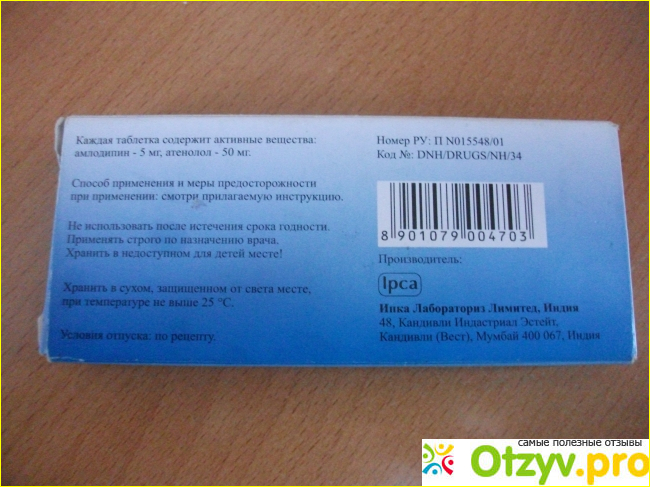 Каждая таблетка содержит активные вещества:
амлодипин - 5 мг, атенолол - 50 мг.
Способ применения и меры предосторожности
при применении: смотри прилагаемую инструкцию.
Не использовать после истечения срока годности.
Применять строго по назначению врача.
Хранить в недоступном для детей месте!
Хранить в сухом, защищенном от света месте,
при температуре не выше 25 °C.
Условия отпуска: по рецепту.
Номер РУ: П N015548/01
Код №: DNH/DRUGS/NH/34
8 901079 004703
Производитель:
Ipca
Ипка Лабораториз Лимитед, Индия
48, Кандивли Индастриал Эстейт,
Кандивли (Вест), Мумбай 400 067, Индия
самые полезные отзывы
Otzyv.pro